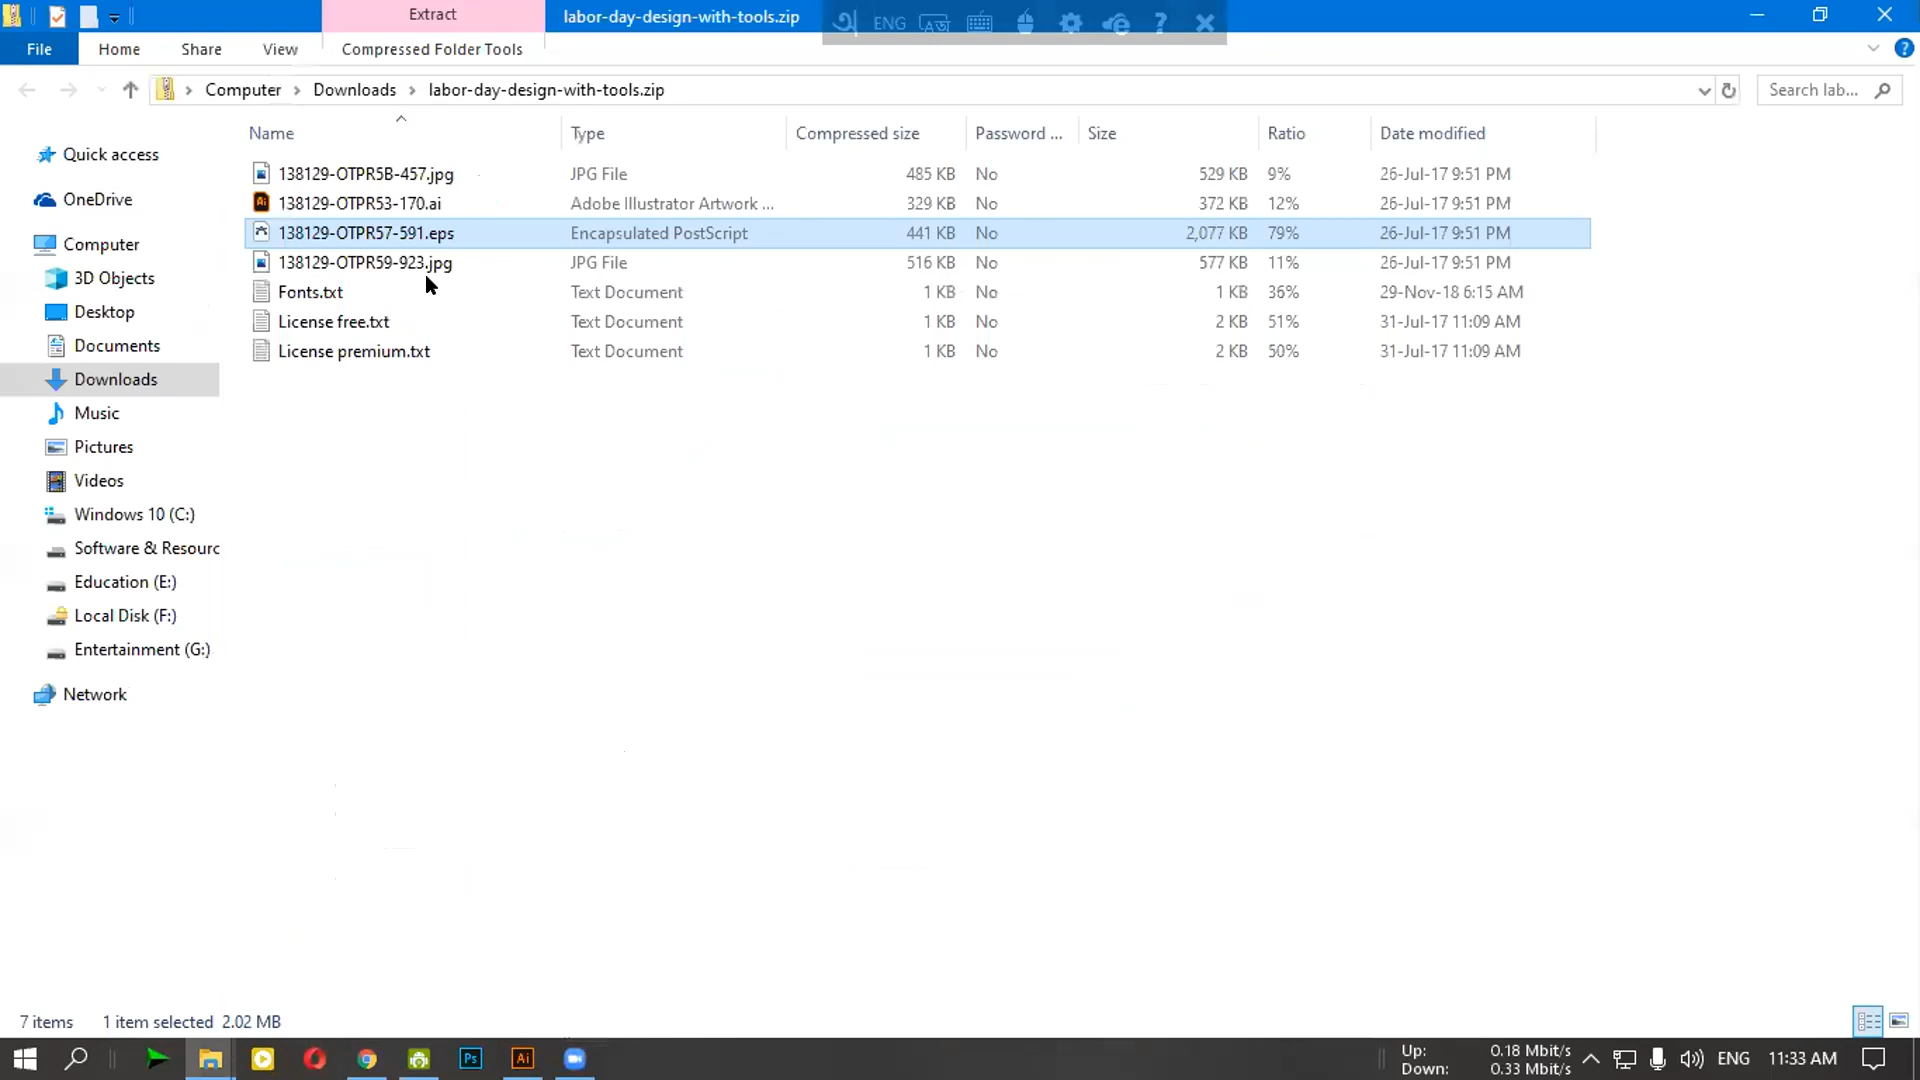 Extract
labor-day-design-with-tools.zip
ENG
File
Home
Share
View
Compressed Folder Tools
Computer
Downloads
labor-day-design-with-tools.zip
Search lab...
Name
Type
Compressed size
Password ...
Size
Ratio
Date modified
138129-OTPR5B-457.jpg JPG File 485 KB No 529 KB 9% 26-Jul-17 9:51 PM
138129-OTPR53-170.ai Adobe Illustrator Artwork ... 329 KB No 372 KB 12% 26-Jul-17 9:51 PM
138129-OTPR57-591.eps Encapsulated PostScript 441 KB No 2,077 KB 79% 26-Jul-17 9:51 PM
138129-OTPR59-923.jpg JPG File 516 KB No 577 KB 11% 26-Jul-17 9:51 PM
Fonts.txt Text Document 1 KB No 1 KB 36% 29-Nov-18 6:15 AM
License free.txt Text Document 1 KB No 2 KB 51% 31-Jul-17 11:09 AM
License premium.txt Text Document 1 KB No 2 KB 50% 31-Jul-17 11:09 AM
Quick access
OneDrive
Computer
3D Objects
Desktop
Documents
Downloads
Music
Pictures
Videos
Windows 10 (C:)
Software & Resourc
Education (E:)
Local Disk (F:)
Entertainment (G:)
Network
7 items 1 item selected 2.02 MB
Ps
Ai
Up: 0.18 Mbit/s
Down: 0.33 Mbit/s
ENG
11:33 AM